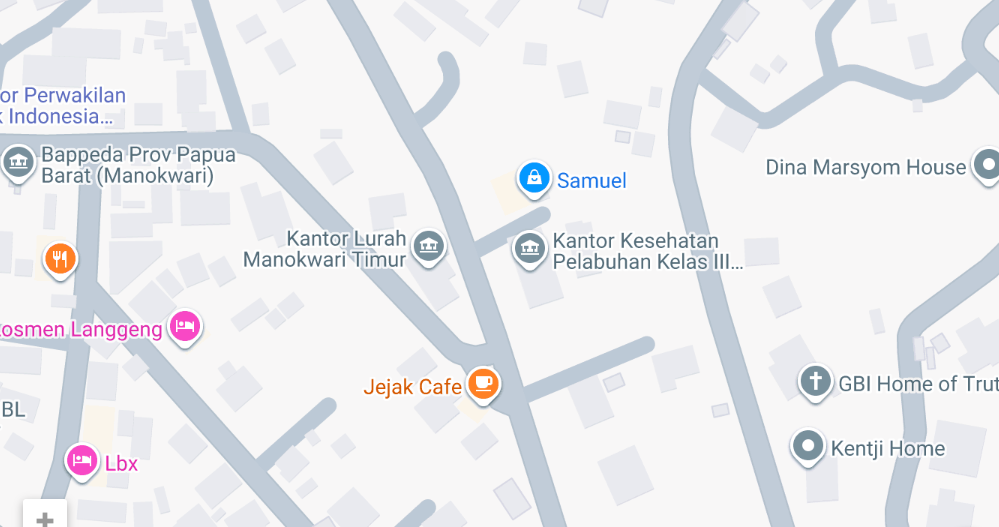 or Perwakilan
k Indonesia...
Bappeda Prov Papua
Barat (Manokwari)
Samuel
Dina Marsyom House
Kantor Lurah
Manokwari Timur
Kantor Kesehatan
Pelabuhan Kelas III...
osmen Langgeng
Jejak Cafe
GBI Home of Trut
BL
Kentji Home
Lbx